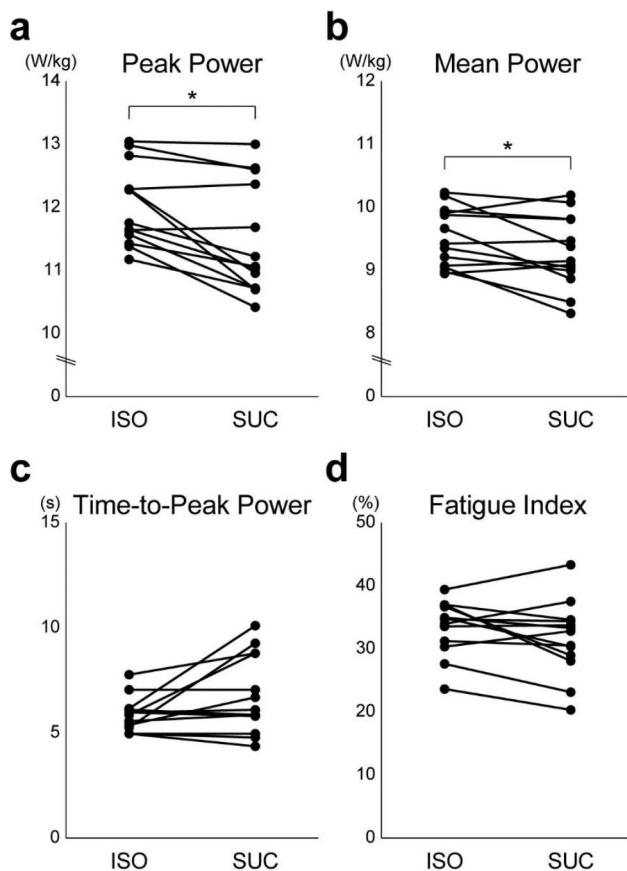 a
b
(W/kg)
Peak Power
(W/kg)
Mean Power
14
13
12
11
10
0
*
ISO
SUC
12
11
10
9
8
0
*
ISO
SUC
c
d
(s)
Time-to-Peak Power
(%)
Fatigue Index
15
10
5
0
ISO
SUC
50
40
30
20
10
0
ISO
SUC